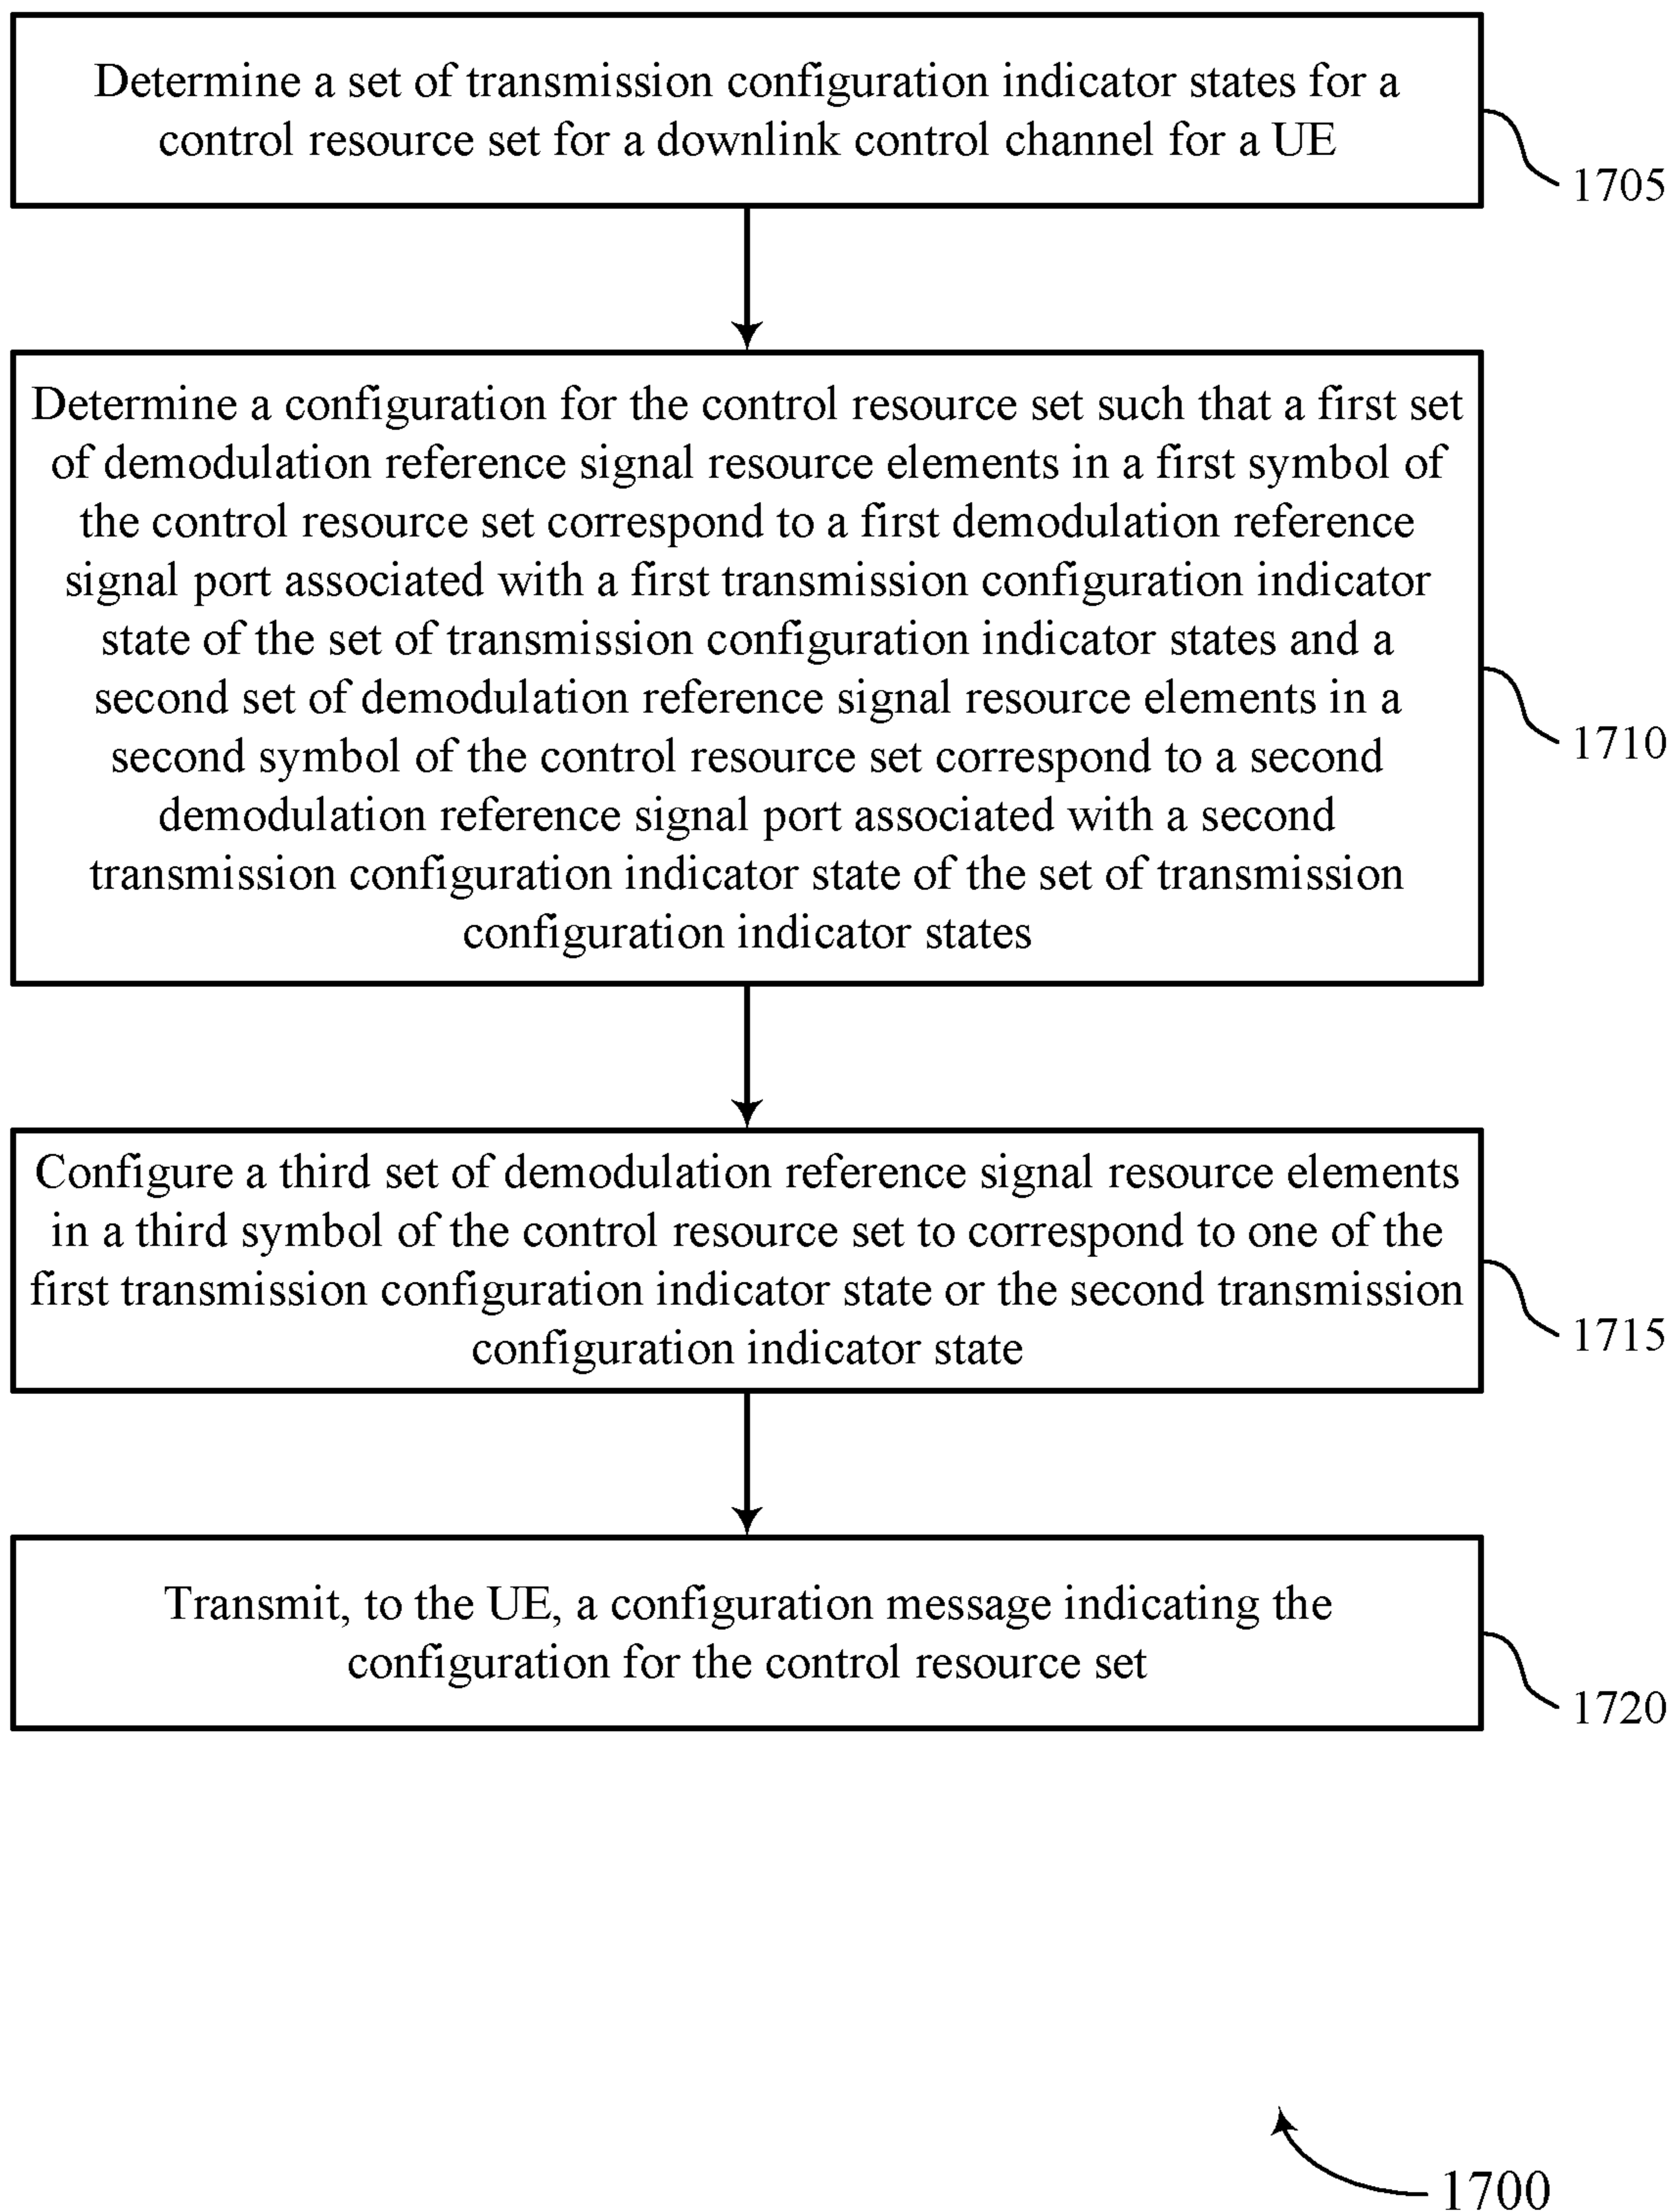 Determine a set of transmission configuration indicator states for a
control resource set for a downlink control channel for a UE
1705
Determine a configuration for the control resource set such that a first set
of demodulation reference signal resource elements in a first symbol of
the control resource set correspond to a first demodulation reference
signal port associated with a first transmission configuration indicator
state of the set of transmission configuration indicator states and a
second set of demodulation reference signal resource elements in a
second symbol of the control resource set correspond to a second
demodulation reference signal port associated with a second
transmission configuration indicator state of the set of transmission
configuration indicator states
1710
Configure a third set of demodulation reference signal resource elements
in a third symbol of the control resource set to correspond to one of the
first transmission configuration indicator state or the second transmission
configuration indicator state
1715
Transmit, to the UE, a configuration message indicating the
configuration for the control resource set
1720
1700